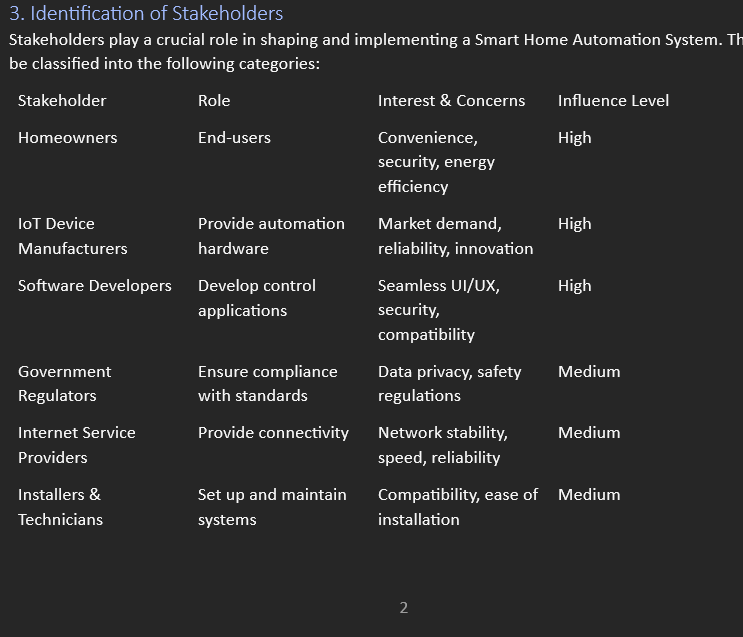 3. Identification of Stakeholders
Stakeholders play a crucial role in shaping and implementing a Smart Home Automation System. Th
be classified into the following categories:
Stakeholder Role Interest & Concerns Influence Level
Homeowners End-users Convenience, High
security, energy
efficiency
IoT Device Provide automation Market demand, High
Manufacturers hardware reliability, innovation
Software Developers Develop control Seamless UI/UX, High
applications security,
compatibility
Government Ensure compliance Data privacy, safety Medium
Regulators with standards regulations
Internet Service Provide connectivity Network stability, Medium
Providers speed, reliability
Installers & Set up and maintain Compatibility, ease of Medium
Technicians systems installation
2